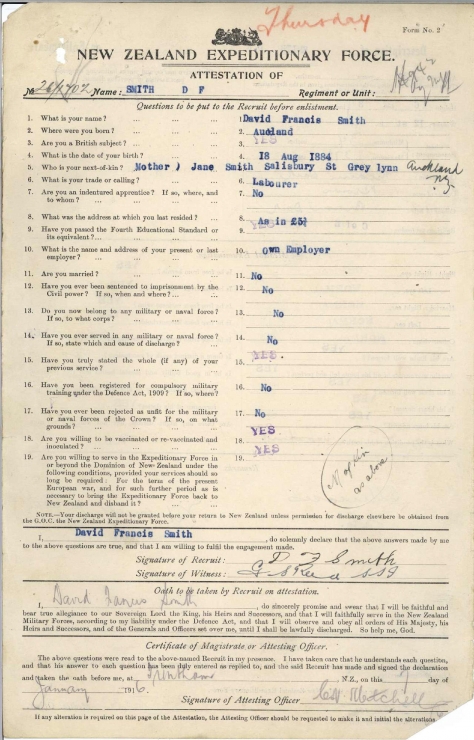 Thursday
Form No. 2
NEW ZEALAND EXPEDITIONARY FORCE.
ATTESTATION OF
No. 26/1702 Name: SMITH D F Regiment or Unit:
Questions to be put to the Recruit before enlistment.
1. What is your name? ... 1. David Francis Smith
2. Where were you born? ... 2. Auckland
3. Are you a British subject? ... 3. YES
4. What is the date of your birth? ... 4. 18 Aug 1884
5. Who is your next-of-kin? Mother) Jane Smith Salisbury St Grey lynn Auckland NZ
6. What is your trade or calling? ... 6. Labourer
7. Are you an indentured apprentice? If so, where, and 7. No
to whom? ...
8. What was the address at which you last resided? ... 8. As in
9. Have you passed the Fourth Educational Standard or 9.
its equivalent? ...
10. What is the name and address of your present or last 10. Own Employer
employer? ...
11. Are you married? ... 11. No
12. Have you ever been sentenced to imprisonment by the 12. No
Civil power? If so, when and where? ...
13. Do you now belong to any military or naval forces? 13. No
If so, to what corps? ...
14. Have you ever served in any military or naval force? 14. No
If so, state which and cause of discharge? ...
15. Have you truly stated the whole (if any) of your 15. YES
previous service? ...
16. Have you been registered for compulsory military 16. No
training under the Defence Act, 1909? If so, where?
17. Have you ever been rejected as unfit for the military 17. No
or naval forces of the Crown? If so, on what
grounds? ...
18. Are you willing to be vaccinated or re-vaccinated and 18. YES
inoculated? ...
19. Are you willing to serve in the Expeditionary Force in 19. YES
or beyond the Dominion of New Zealand under the
following conditions, provided your services should
so long be required: For the term of the present
European war, and for such further period as is
necessary to bring the Expeditionary Force back to
New Zealand and disband it? ...
as above
NOTE.—Your discharge will not be granted before your return to New Zealand unless permission for discharge elsewhere be obtained from
the G.O.C. the New Zealand Expeditionary Force.
I, David Francis Smith, do solemnly declare that the above answers made by me
to the above questions are true, and that I am willing to fulfil the engagement made.
Signature of Recruit: D F Smith
Signature of Witness:
Oath to be taken by Recruit on attestation.
I, David Francis Smith, do sincerely promise and swear that I will be faithful and
bear true allegiance to our Sovereign Lord the King, his Heirs and Successors, and that I will faithfully serve in the New Zealand
Military Forces, according to my liability under the Defence Act, and that I will observe and obey all orders of His Majesty, his
Heirs and Successors, and of the Generals and Officers set over me, until I shall be lawfully discharged. So help me, God.
Certificate of Magistrate or Attesting Officer.
The above questions were read to the above-named Recruit in my presence. I have taken care that he understands each question,
and that his answer to each question has been duly entered as replied to, and the said Recruit has made and signed the declaration
and taken the oath before me, at Trentham N.Z., on this 7 day of
January 1916.
Signature of Attesting Officer
If any alteration is required on this page of the Attestation, the Attesting Officer should be requested to make it and initial the alterations.